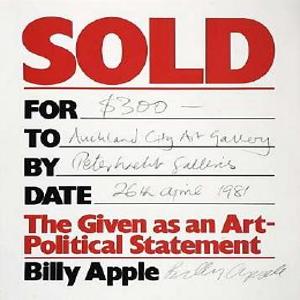 SOLD
FOR $300—
TO Auckland City Art Gallery
BY Peter Webb Galleries
DATE 26th April 1981
The Given as an Art-
Political Statement
Billy Apple Billy Apple